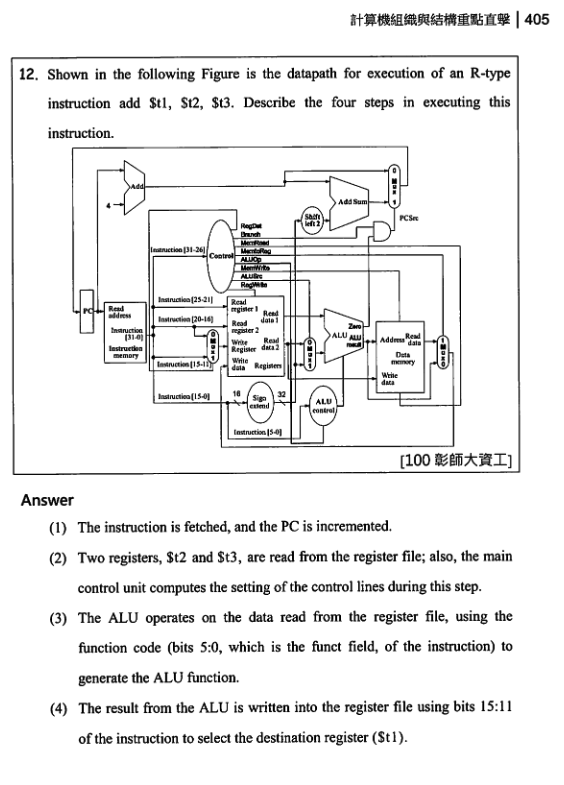 計算機組織與結構重點直擊 | 405
12. Shown in the following Figure is the datapath for execution of an R-type
instruction add $t1, $t2, $t3. Describe the four steps in executing this
instruction.
Add
4
0
M
u
x
1
Add Sum
Shift
left 2
PCSrc
RegDst
Branch
MemRead
MemtoReg
ALUOp
MemWrite
ALUSrc
RegWrite
Instruction [31-26]
Control
PC
Read
address
Instruction
[31-0]
Instruction
memory
Instruction [25-21]
Instruction [20-16]
Instruction [15-11]
0
M
u
x
1
Read
register 1
Read
register 2
Write
Register
Write
data
Read
data 1
Read
data 2
Registers
0
M
u
x
1
Zero
ALU
ALU
result
Address
Read
data
Data
memory
Write
data
1
M
u
x
0
Instruction [15-0]
16
Sign
extend
32
ALU
control
Instruction [5-0]
[100 彰師大資工]
Answer
(1) The instruction is fetched, and the PC is incremented.
(2) Two registers, $t2 and $t3, are read from the register file; also, the main
control unit computes the setting of the control lines during this step.
(3) The ALU operates on the data read from the register file, using the
function code (bits 5:0, which is the funct field, of the instruction) to
generate the ALU function.
(4) The result from the ALU is written into the register file using bits 15:11
of the instruction to select the destination register ($t1).